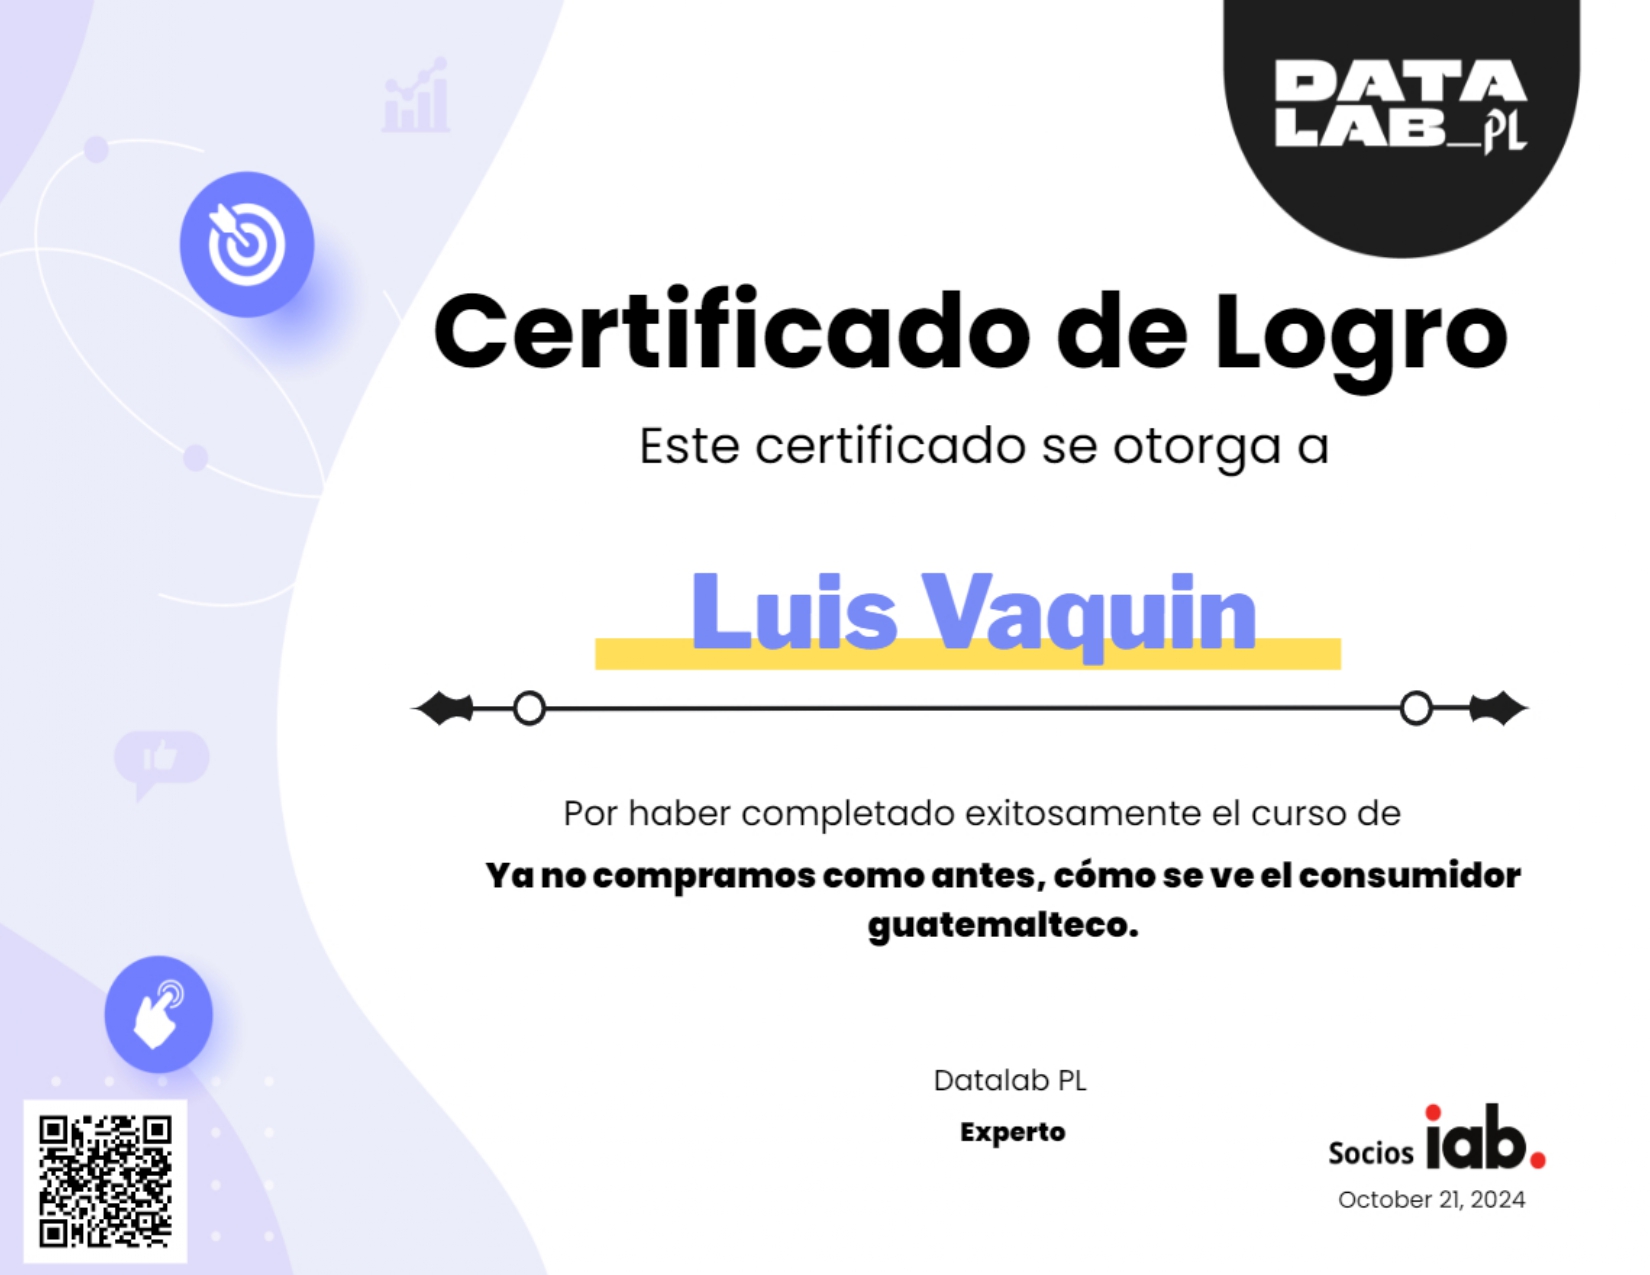 DATA
LAB_PL
Certificado de Logro
Este certificado se otorga a
Luis Vaquin
Por haber completado exitosamente el curso de
Ya no compramos como antes, cómo se ve el consumidor
guatemalteco.
Datalab PL
Experto
Socios iab.
October 21, 2024